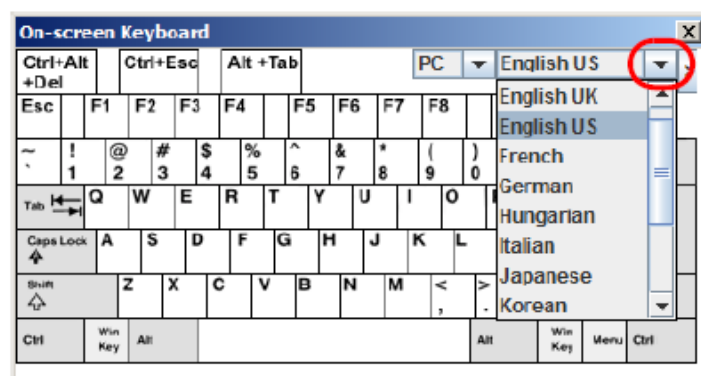 On-screen Keyboard X
Ctrl+Alt +Del Ctrl+Esc Alt +Tab PC English US
Esc F1 F2 F3 F4 F5 F6 F7 F8
English UK
English US
French
German
Hungarian
Italian
Japanese
Korean
~ ` ! 1 @ 2 # 3 $ 4 % 5 ^ 6 & 7 * 8 ( 9 ) 0
Tab Q W E R T Y U I O
Caps Lock A S D F G H J K L
Shift Z X C V B N M < , > .
Ctrl Win Key Alt Alt Win Key Menu Ctrl